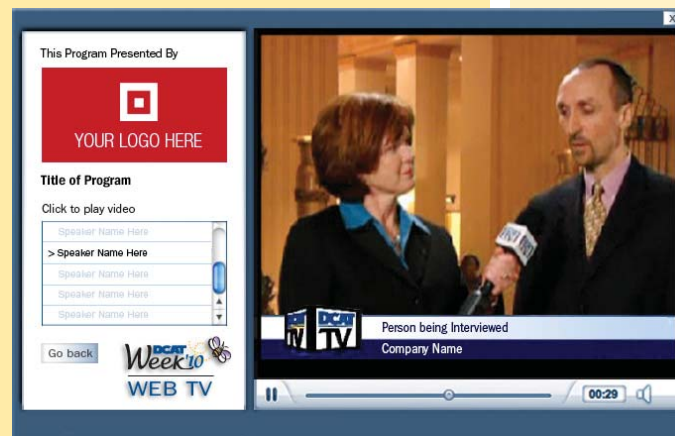 X
This Program Presented By
YOUR LOGO HERE
Title of Program
Click to play video
Speaker Name Here
> Speaker Name Here
Speaker Name Here
Speaker Name Here
Speaker Name Here
Go back
DCAT
Week'10
WEB TV
DCAT
TV
TV
Person being Interviewed
Company Name
00:29